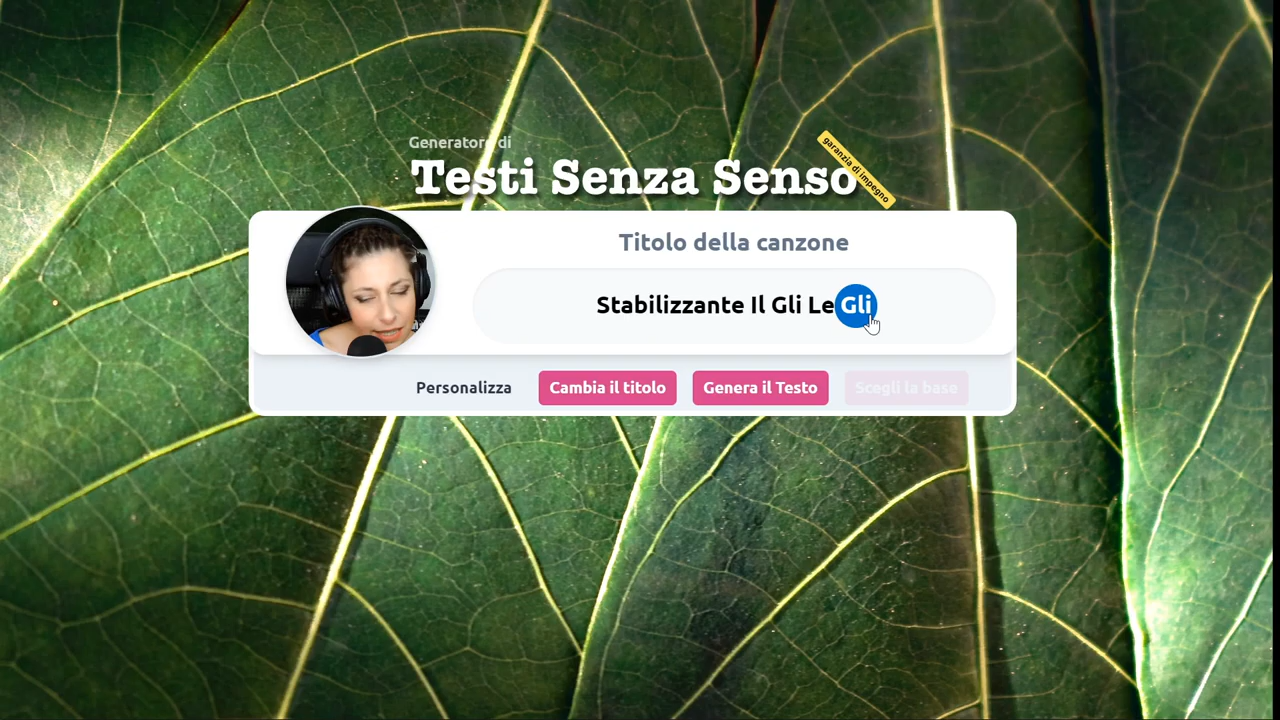 Generatore di
Testi Senza Senso
garanzia di impegno
Titolo della canzone
Stabilizzante Il Gli Le Gli
Personalizza
Cambia il titolo
Genera il Testo
Scegli la base